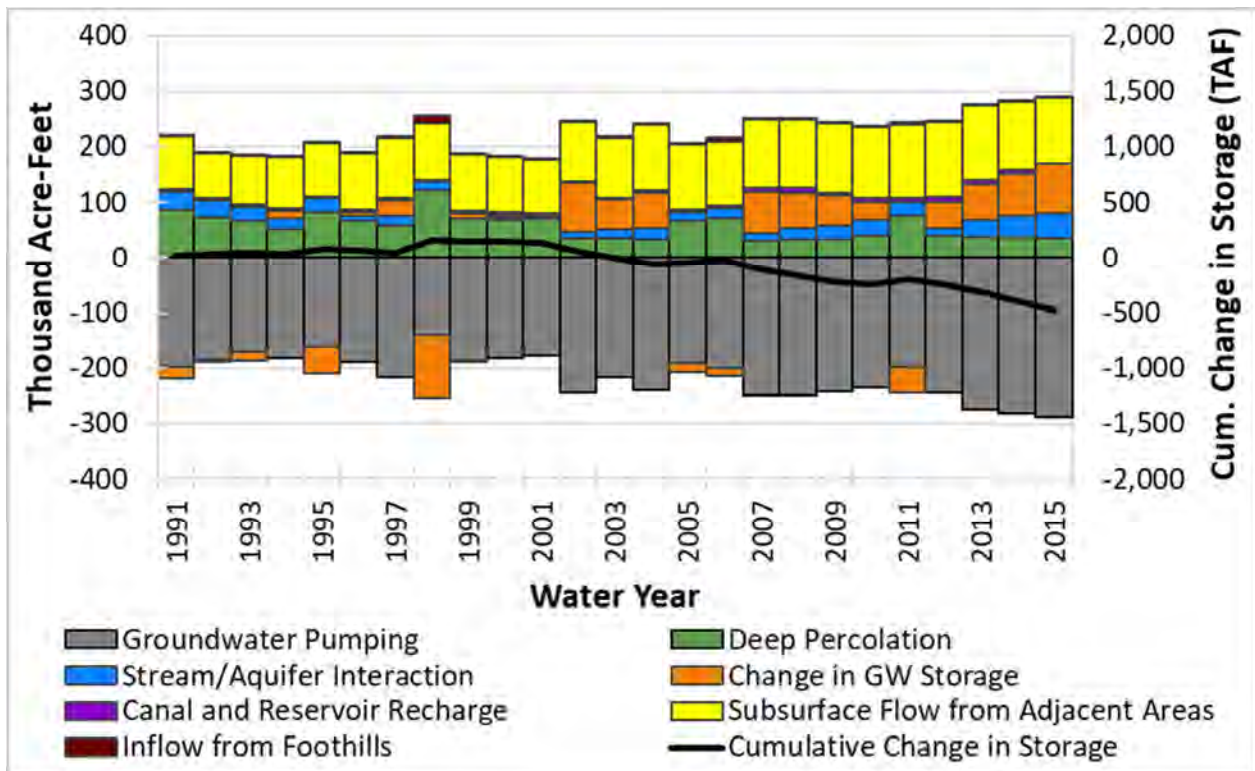 Thousand Acre-Feet
400
300
200
100
0
-100
-200
-300
-400
2,000
1,500
1,000
500
0
-500
-1,000
-1,500
-2,000
Cum. Change in Storage (TAF)
1991
1993
1995
1997
1999
2001
2003
2005
2007
2009
2011
2013
2015
Water Year
Groundwater Pumping
Deep Percolation
Stream/Aquifer Interaction
Change in GW Storage
Canal and Reservoir Recharge
Subsurface Flow from Adjacent Areas
Inflow from Foothills
Cumulative Change in Storage